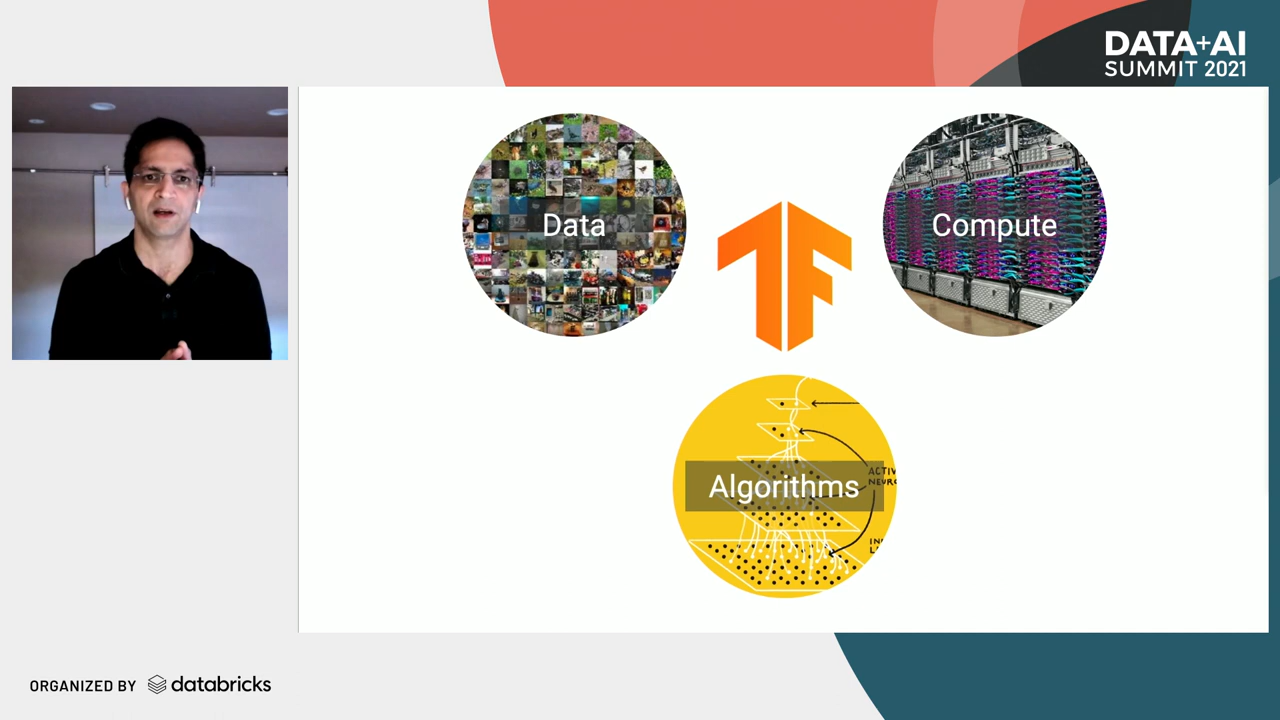 DATA+AI
SUMMIT 2021
Data
Compute
Algorithms
ORGANIZED BY databricks